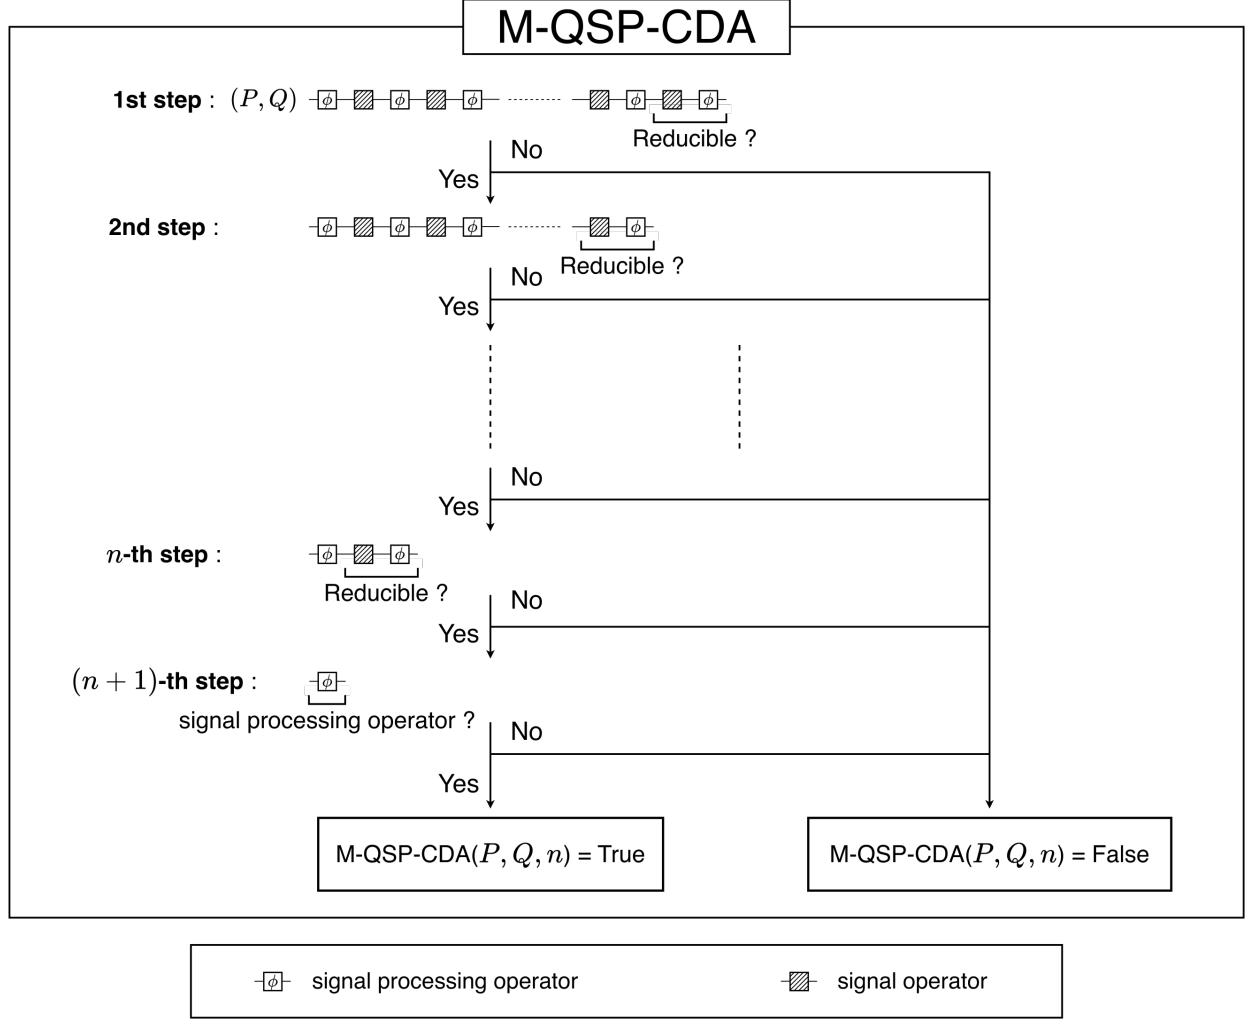 M-QSP-CDA
1st step : (P, Q) ϕ ϕ ϕ ϕ ϕ
Reducible ?
No
Yes
2nd step : ϕ ϕ ϕ ϕ
Reducible ?
No
Yes
No
Yes
n-th step : ϕ ϕ
Reducible ?
No
Yes
(n + 1)-th step : ϕ
signal processing operator ?
No
Yes
M-QSP-CDA(P, Q, n) = True M-QSP-CDA(P, Q, n) = False
ϕ signal processing operator signal operator